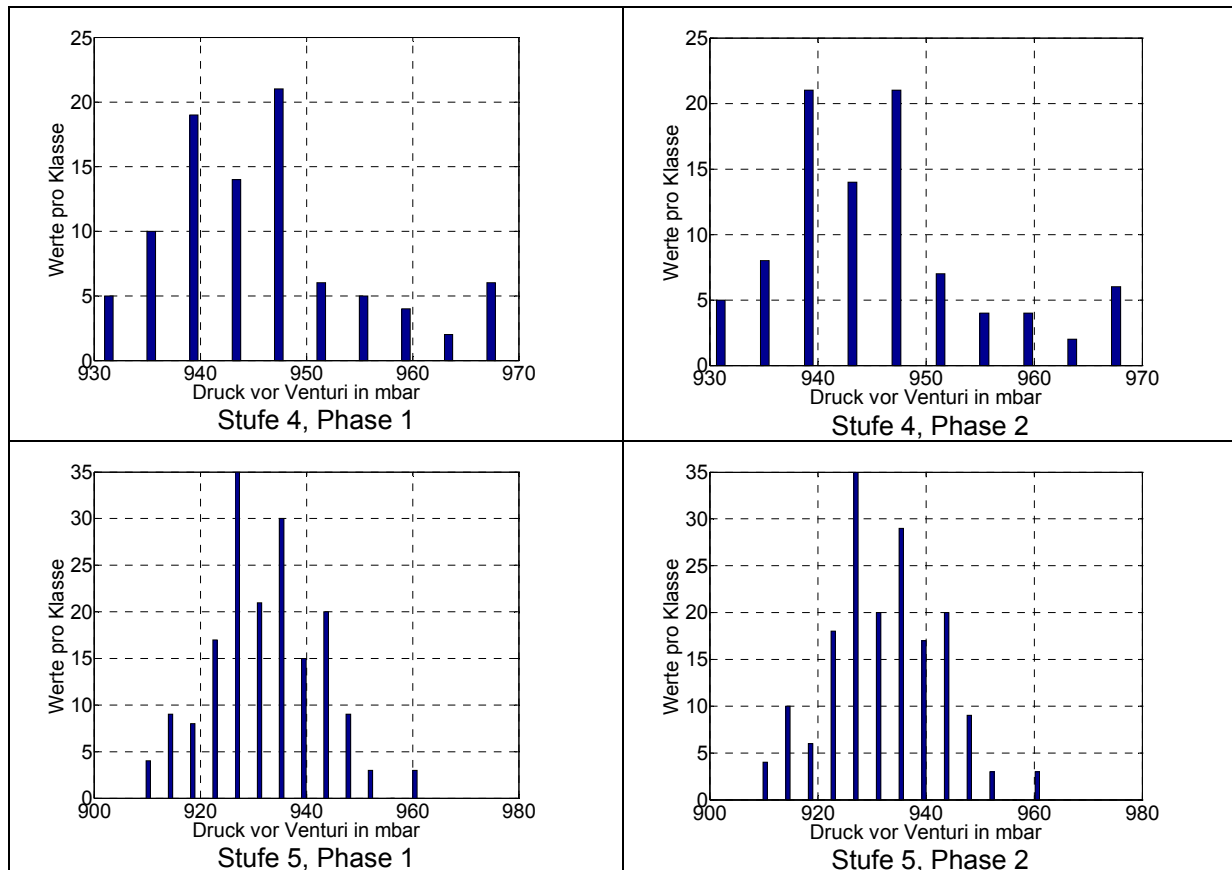 25
20
15
10
5
0
Werte pro Klasse
930 940 950 960 970
Druck vor Venturi in mbar
Stufe 4, Phase 1
25
20
15
10
5
0
Werte pro Klasse
930 940 950 960 970
Druck vor Venturi in mbar
Stufe 4, Phase 2
35
30
25
20
15
10
5
0
Werte pro Klasse
900 920 940 960 980
Druck vor Venturi in mbar
Stufe 5, Phase 1
35
30
25
20
15
10
5
0
Werte pro Klasse
900 920 940 960 980
Druck vor Venturi in mbar
Stufe 5, Phase 2